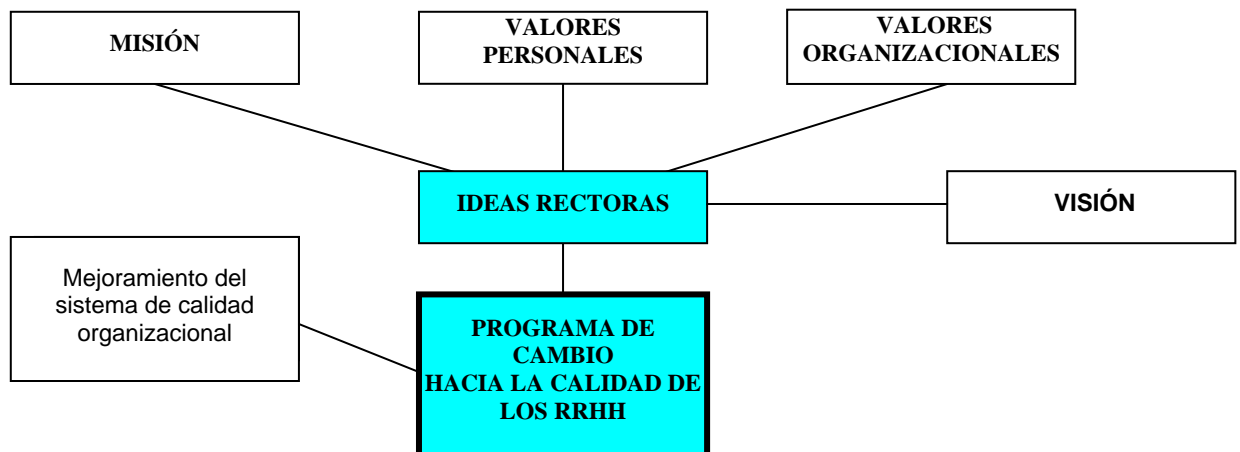 MISIÓN
VALORES
PERSONALES
VALORES
ORGANIZACIONALES
IDEAS RECTORAS
VISIÓN
Mejoramiento del
sistema de calidad
organizacional
PROGRAMA DE
CAMBIO
HACIA LA CALIDAD DE
LOS RRHH